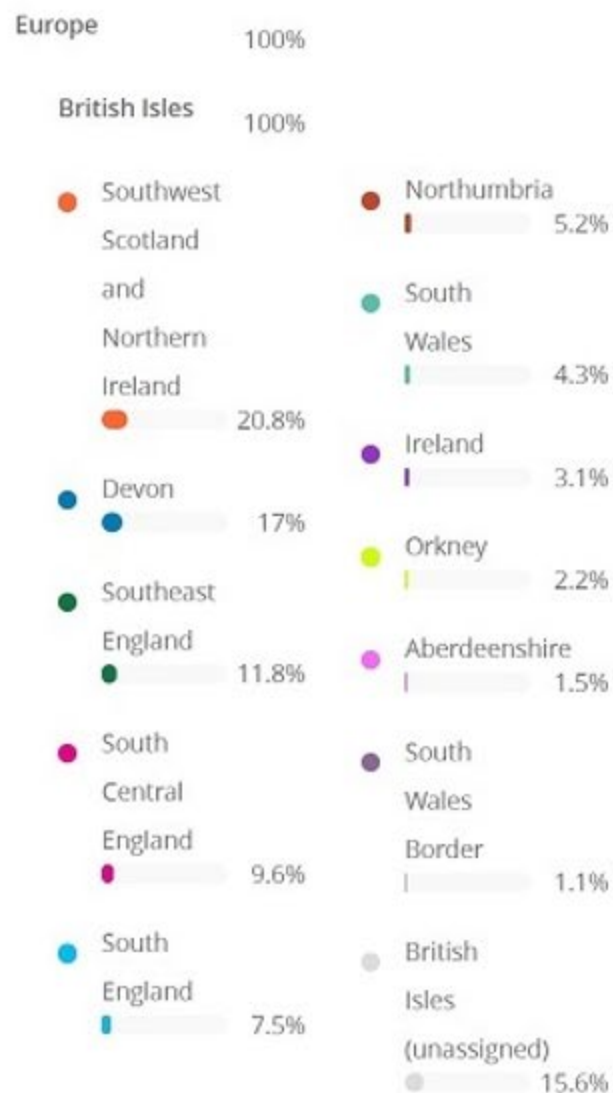 Europe
100%
British Isles
100%
Southwest
Scotland
and
Northern
Ireland
20.8%
Devon
17%
Southeast
England
11.8%
South
Central
England
9.6%
South
England
7.5%
Northumbria
5.2%
South
Wales
4.3%
Ireland
3.1%
Orkney
2.2%
Aberdeenshire
1.5%
South
Wales
Border
1.1%
British
Isles
(unassigned)
15.6%